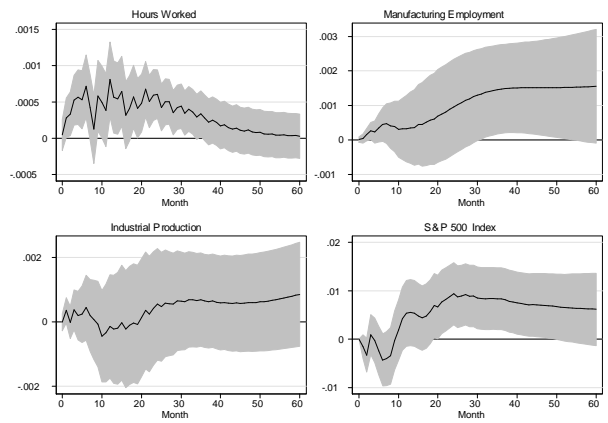 Hours Worked
.0015
.001
.0005
0
-.0005
0 10 20 30 40 50 60
Month
Manufacturing Employment
.003
.002
.001
0
-.001
0 10 20 30 40 50 60
Month
Industrial Production
.002
0
-.002
0 10 20 30 40 50 60
Month
S&P 500 Index
.02
.01
0
-.01
0 10 20 30 40 50 60
Month